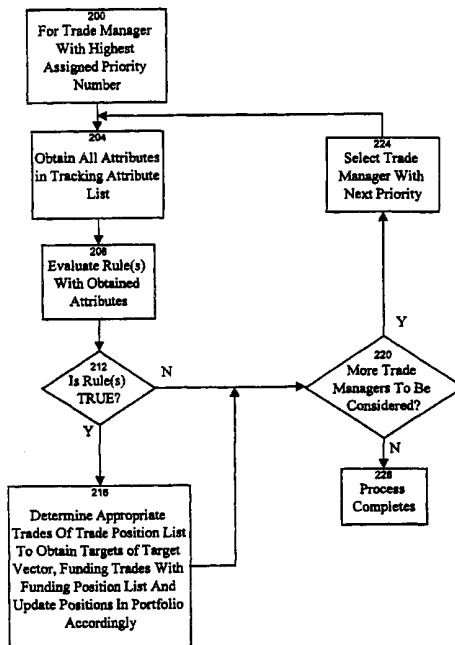 200
For Trade Manager
With Highest
Assigned Priority
Number
204
Obtain All Attributes
in Tracking Attribute
List
208
Evaluate Rule(s)
With Obtained
Attributes
212
Is Rule(s)
TRUE?
N
Y
216
Determine Appropriate
Trades Of Trade Position List
To Obtain Targets of Target
Vector, Funding Trades With
Funding Position List And
Update Positions In Portfolio
Accordingly
224
Select Trade
Manager With
Next Priority
Y
220
More Trade
Managers To Be
Considered?
N
228
Process
Completes